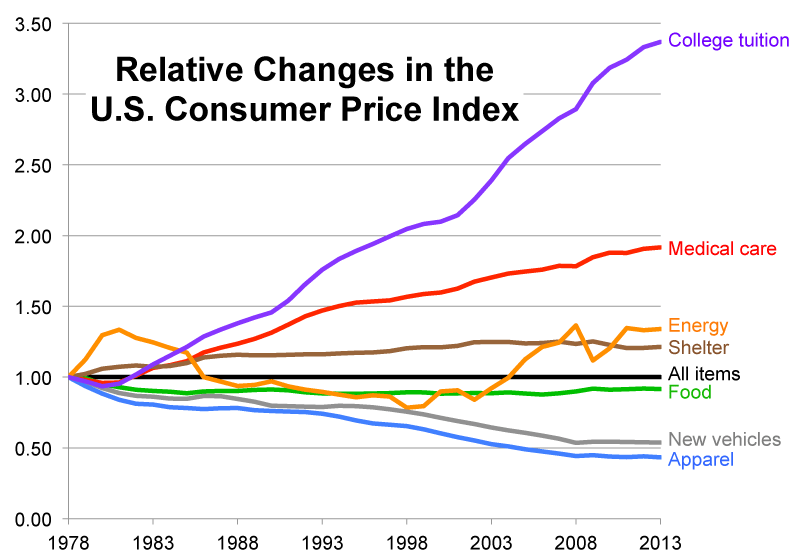 Relative Changes in the
U.S. Consumer Price Index
3.50
3.00
2.50
2.00
1.50
1.00
0.50
0.00
1978 1983 1988 1993 1998 2003 2008 2013
College tuition
Medical care
Energy
Shelter
All items
Food
New vehicles
Apparel